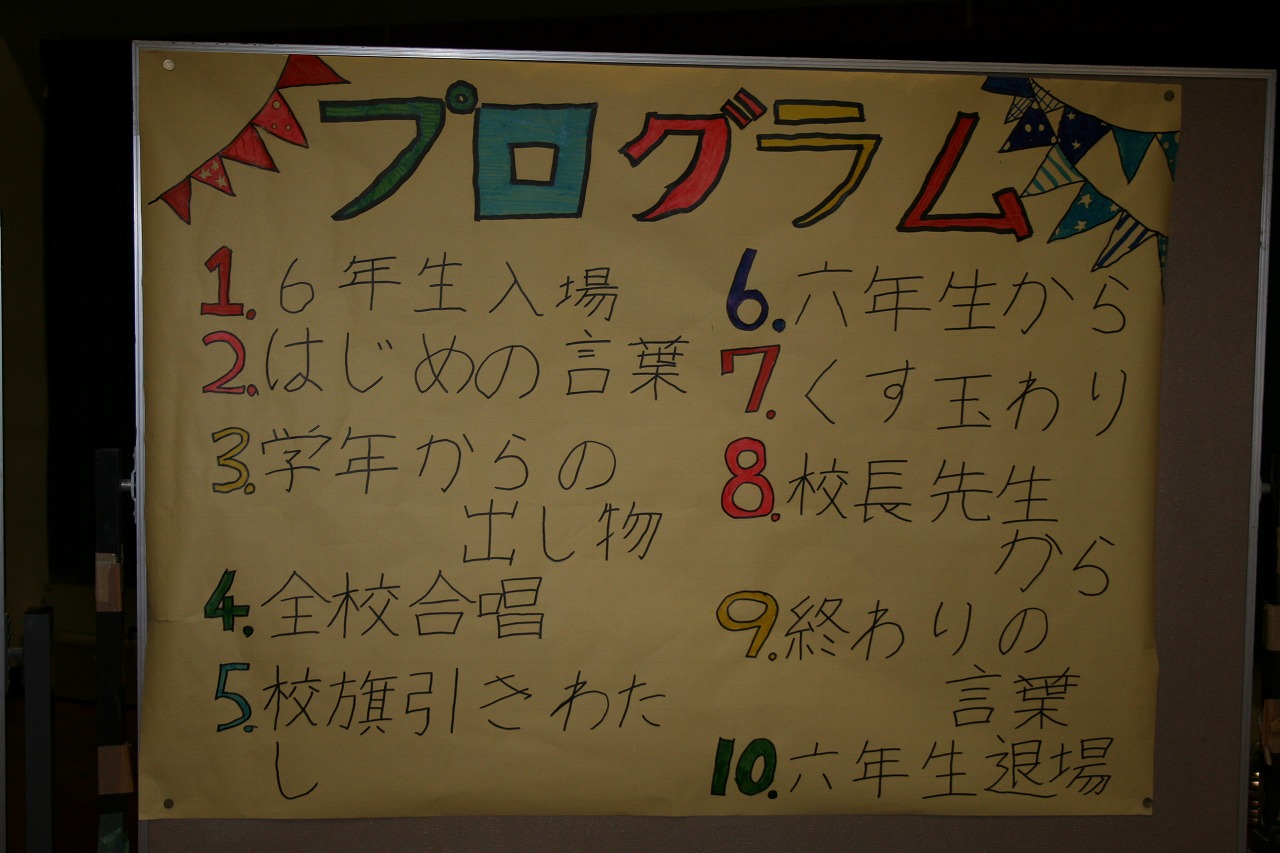 プログラム
1. 6年生入場
2. はじめの言葉
3. 学年からの
出し物
4. 全校合唱
5. 校旗引きわた
し
6. 六年生から
7. くす玉わり
8. 校長先生
から
9. 終わりの
言葉
10. 六年生退場